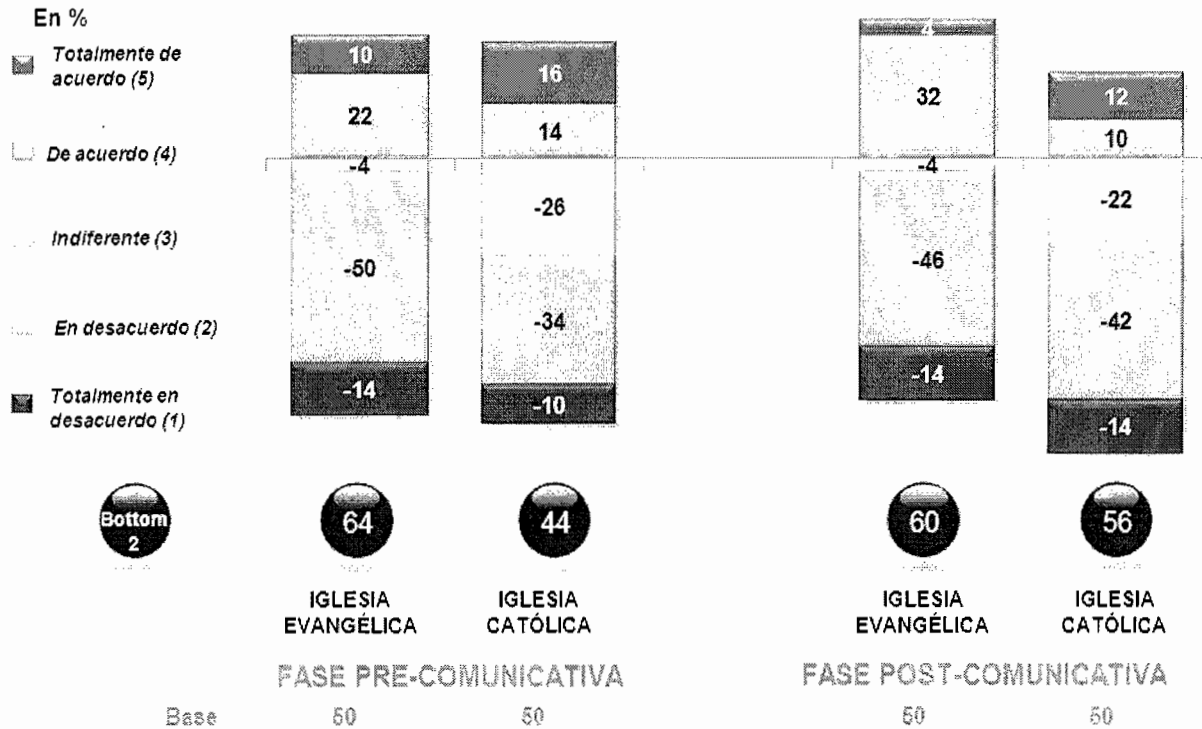 En %
Totalmente de
acuerdo (5)
De acuerdo (4)
Indiferente (3)
En desacuerdo (2)
Totalmente en
desacuerdo (1)
10
22
-4
-50
-14
16
14
-26
-34
-10
4
32
-4
-46
-14
12
10
-22
-42
-14
Bottom
2
64
44
60
56
IGLESIA
EVANGÉLICA
IGLESIA
CATÓLICA
IGLESIA
EVANGÉLICA
IGLESIA
CATÓLICA
FASE PRE-COMUNICATIVA
FASE POST-COMUNICATIVA
Base 50 50 50 50